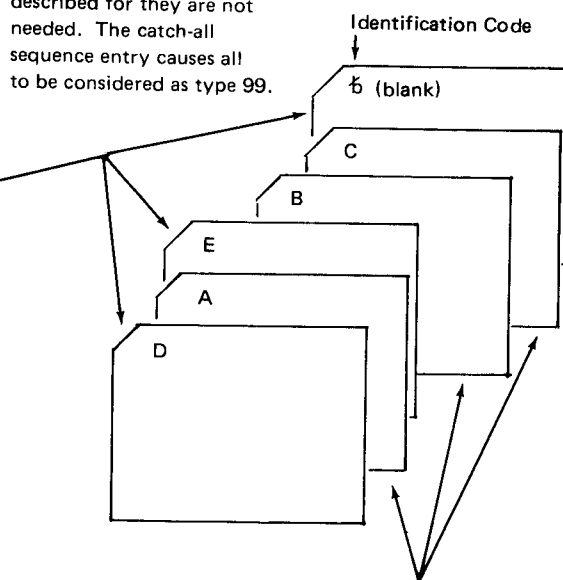 described for they are not
needed. The catch-all
sequence entry causes all
to be considered as type 99.
Identification Code
ƀ (blank)
C
B
E
A
D